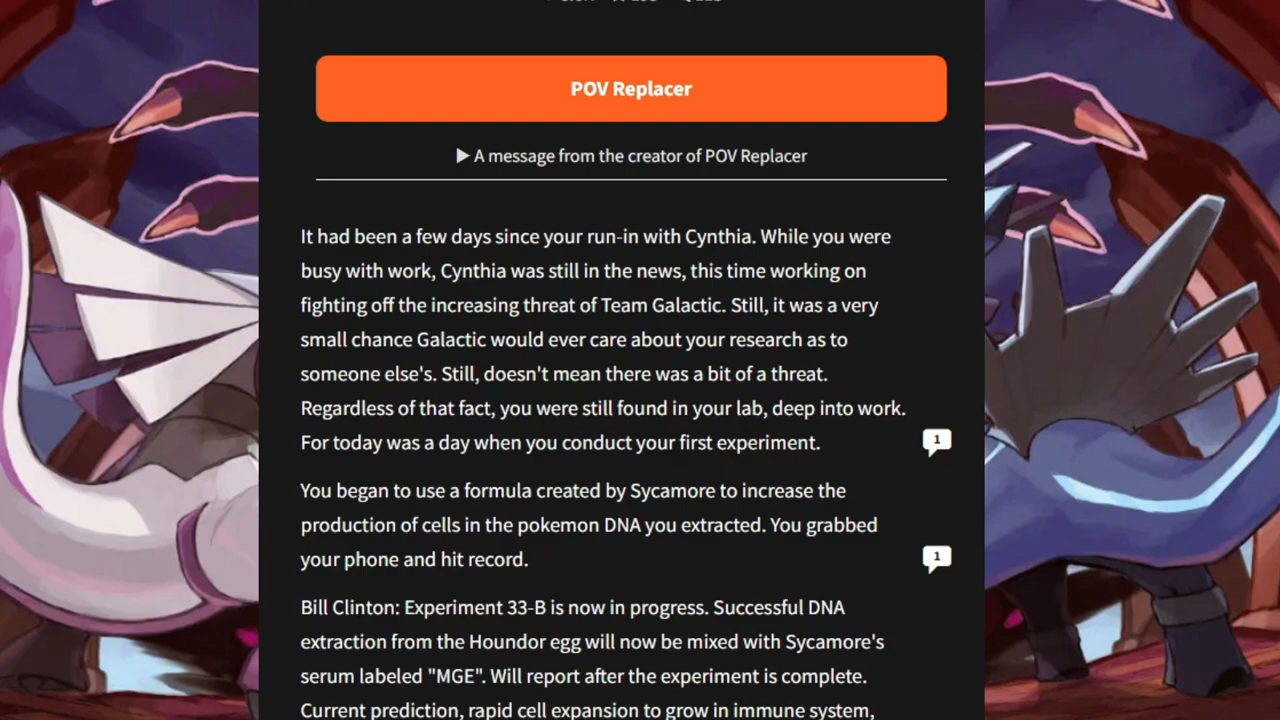 POV Replacer
▶ A message from the creator of POV Replacer
It had been a few days since your run-in with Cynthia. While you were
busy with work, Cynthia was still in the news, this time working on
fighting off the increasing threat of Team Galactic. Still, it was a very
small chance Galactic would ever care about your research as to
someone else's. Still, doesn't mean there was a bit of a threat.
Regardless of that fact, you were still found in your lab, deep into work.
For today was a day when you conduct your first experiment.
1
You began to use a formula created by Sycamore to increase the
production of cells in the pokemon DNA you extracted. You grabbed
your phone and hit record.
1
Bill Clinton: Experiment 33-B is now in progress. Successful DNA
extraction from the Houndor egg will now be mixed with Sycamore's
serum labeled "MGE". Will report after the experiment is complete.
Current prediction, rapid cell expansion to grow in immune system,